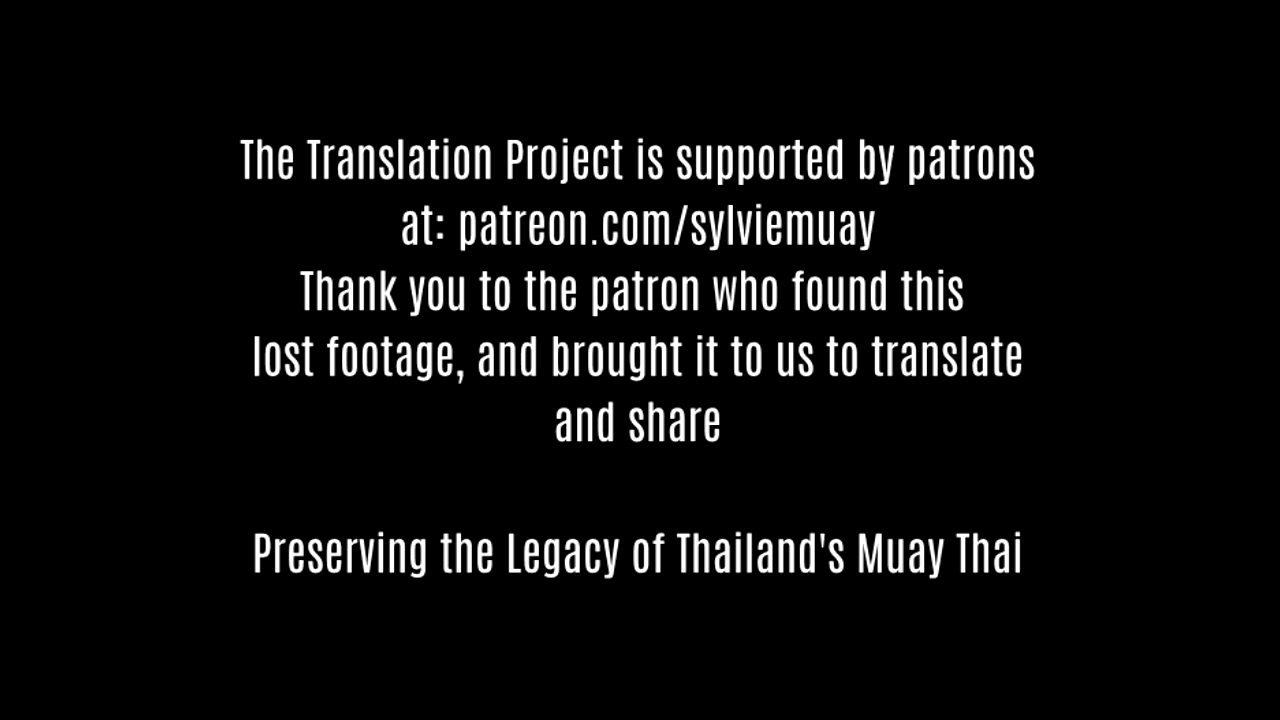 The Translation Project is supported by patrons
at: patreon.com/sylviemuay
Thank you to the patron who found this
lost footage, and brought it to us to translate
and share
Preserving the Legacy of Thailand's Muay Thai